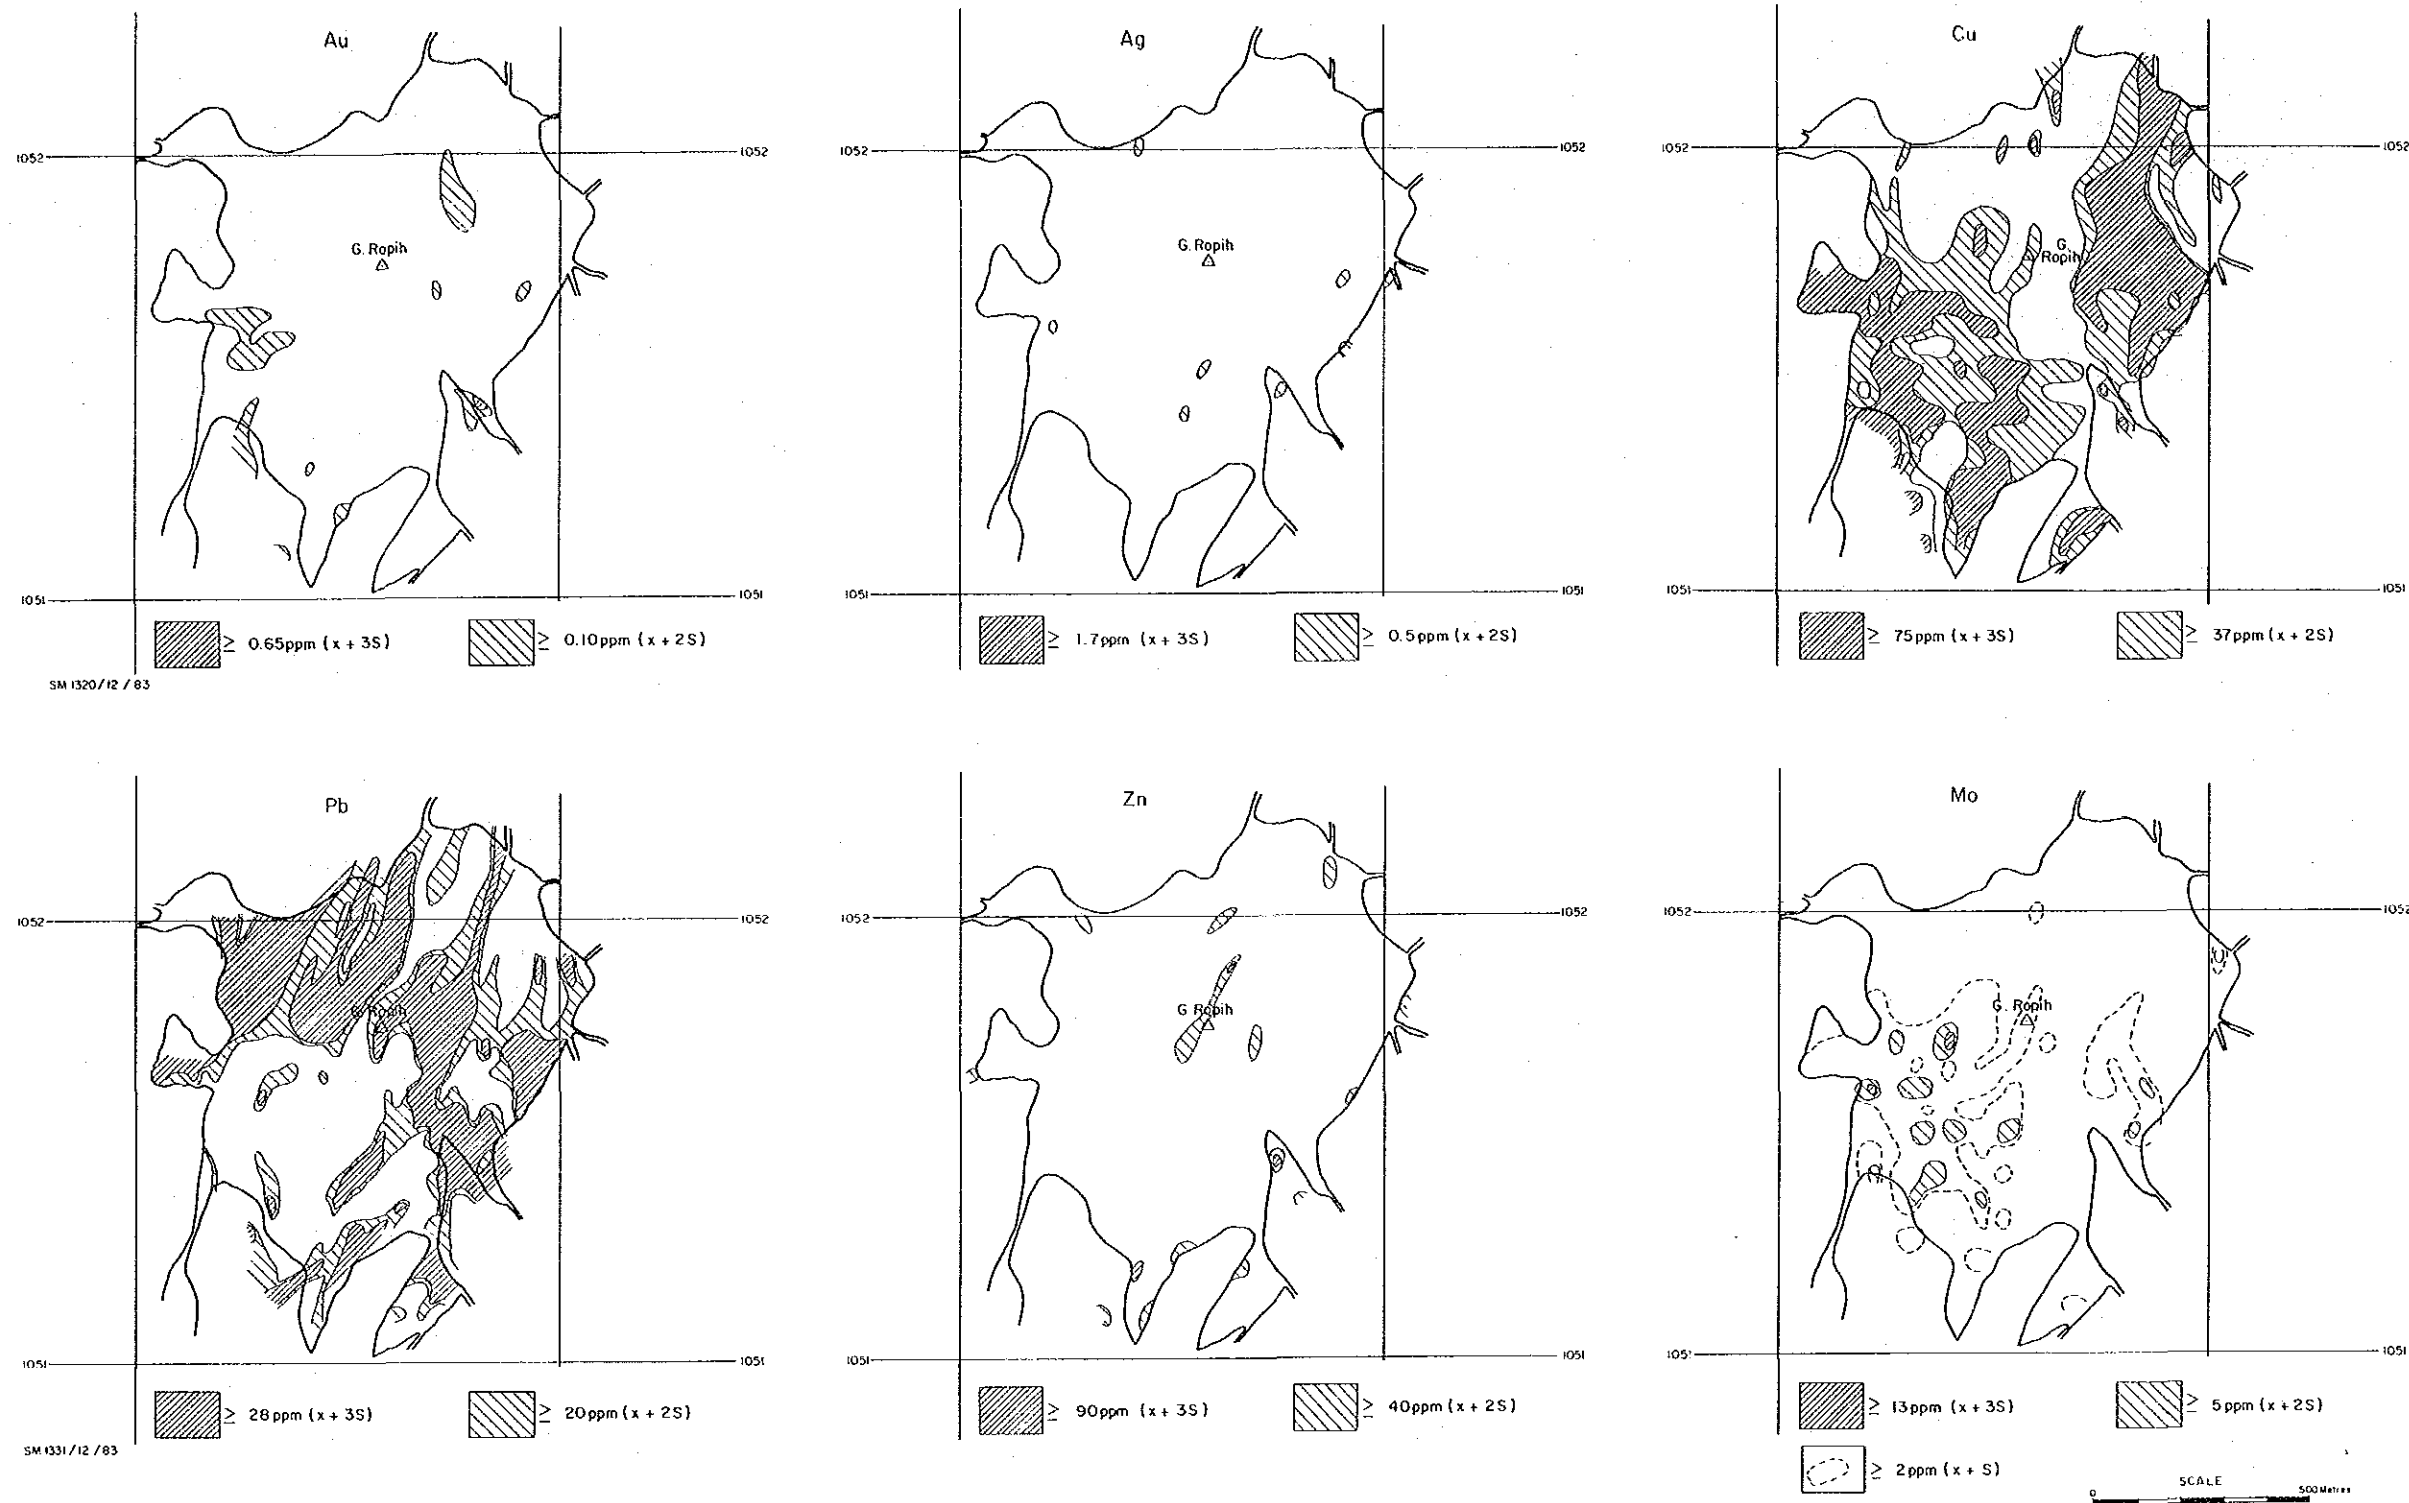 Au
1052 1052
G. Ropih
1051 1051
≥ 0.65ppm (x + 3S) ≥ 0.10ppm (x + 2S)
SM 1320/12/83
Ag
1052 1052
G. Ropih
1051 1051
≥ 1.7ppm (x + 3S) ≥ 0.5ppm (x + 2S)
Cu
1052 1052
G.
Ropih
1051 1051
≥ 75ppm (x + 3S) ≥ 37ppm (x + 2S)
Pb
1052 1052
G. Ropih
1051 1051
≥ 28ppm (x + 3S) ≥ 20ppm (x + 2S)
SM 1331/12/83
Zn
1052 1052
G Ropih
1051 1051
≥ 90ppm (x + 3S) ≥ 40ppm (x + 2S)
Mo
1052 1052
G. Ropih
1051 1051
≥ 13ppm (x + 3S) ≥ 5ppm (x + 2S)
≥ 2ppm (x + S)
SCALE
0 500 Metres